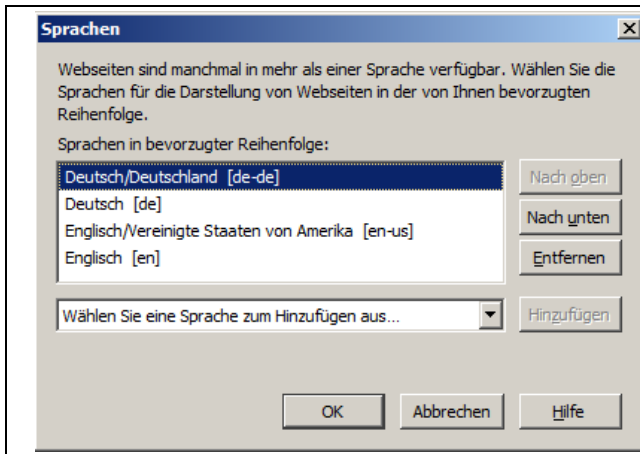 Sprachen
Webseiten sind manchmal in mehr als einer Sprache verfügbar. Wählen Sie die
Sprachen für die Darstellung von Webseiten in der von Ihnen bevorzugten
Reihenfolge.
Sprachen in bevorzugter Reihenfolge:
Deutsch/Deutschland [de-de]
Deutsch [de]
Englisch/Vereinigte Staaten von Amerika [en-us]
Englisch [en]
Nach oben
Nach unten
Entfernen
Wählen Sie eine Sprache zum Hinzufügen aus...
Hinzufügen
OK
Abbrechen
Hilfe